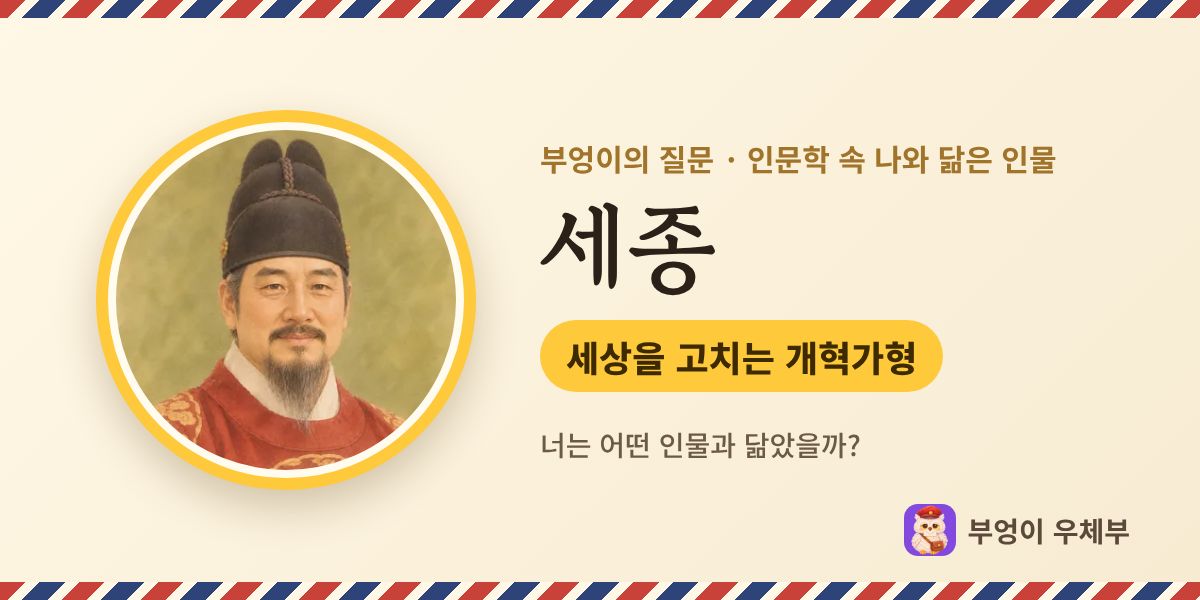 부엉이의 질문 · 인문학 속 나와 닮은 인물
세종
세상을 고치는 개혁가형
너는 어떤 인물과 닮았을까?
부엉이 우체부